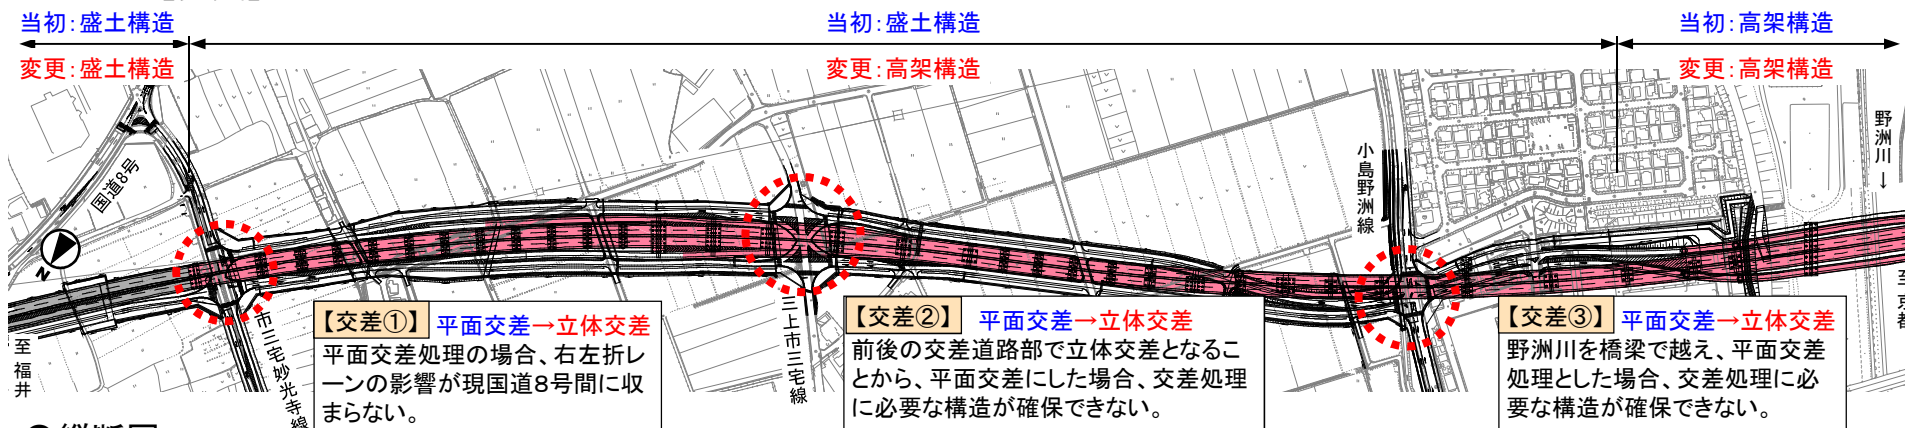 当初:盛土構造
当初:盛土構造
当初:高架構造
変更:盛土構造
変更:高架構造
変更:高架構造
国道8号
N
小島野洲線
野洲川→
至福井
市三宅妙光寺線
三上市三宅線
至京都
【交差①】 平面交差→立体交差
平面交差処理の場合、右左折レ
ーンの影響が現国道8号間に収
まらない。
【交差②】 平面交差→立体交差
前後の交差道路部で立体交差となるこ
とから、平面交差にした場合、交差処理
に必要な構造が確保できない。
【交差③】 平面交差→立体交差
野洲川を橋梁で越え、平面交差
処理とした場合、交差処理に必
要な構造が確保できない。